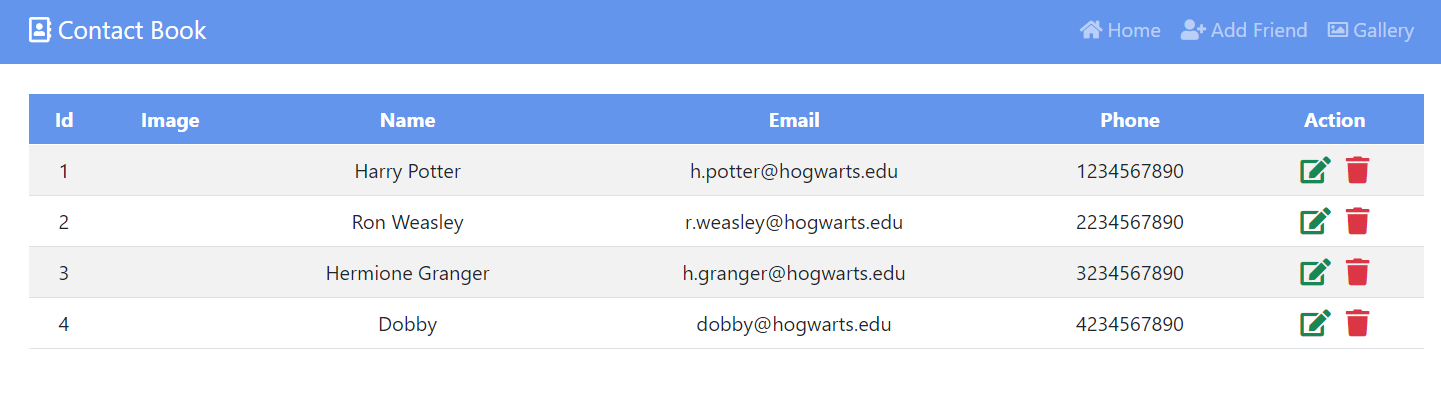 Contact Book Home Add Friend Gallery
Id Image Name Email Phone Action
1 Harry Potter h.potter@hogwarts.edu 1234567890
2 Ron Weasley r.weasley@hogwarts.edu 2234567890
3 Hermione Granger h.granger@hogwarts.edu 3234567890
4 Dobby dobby@hogwarts.edu 4234567890